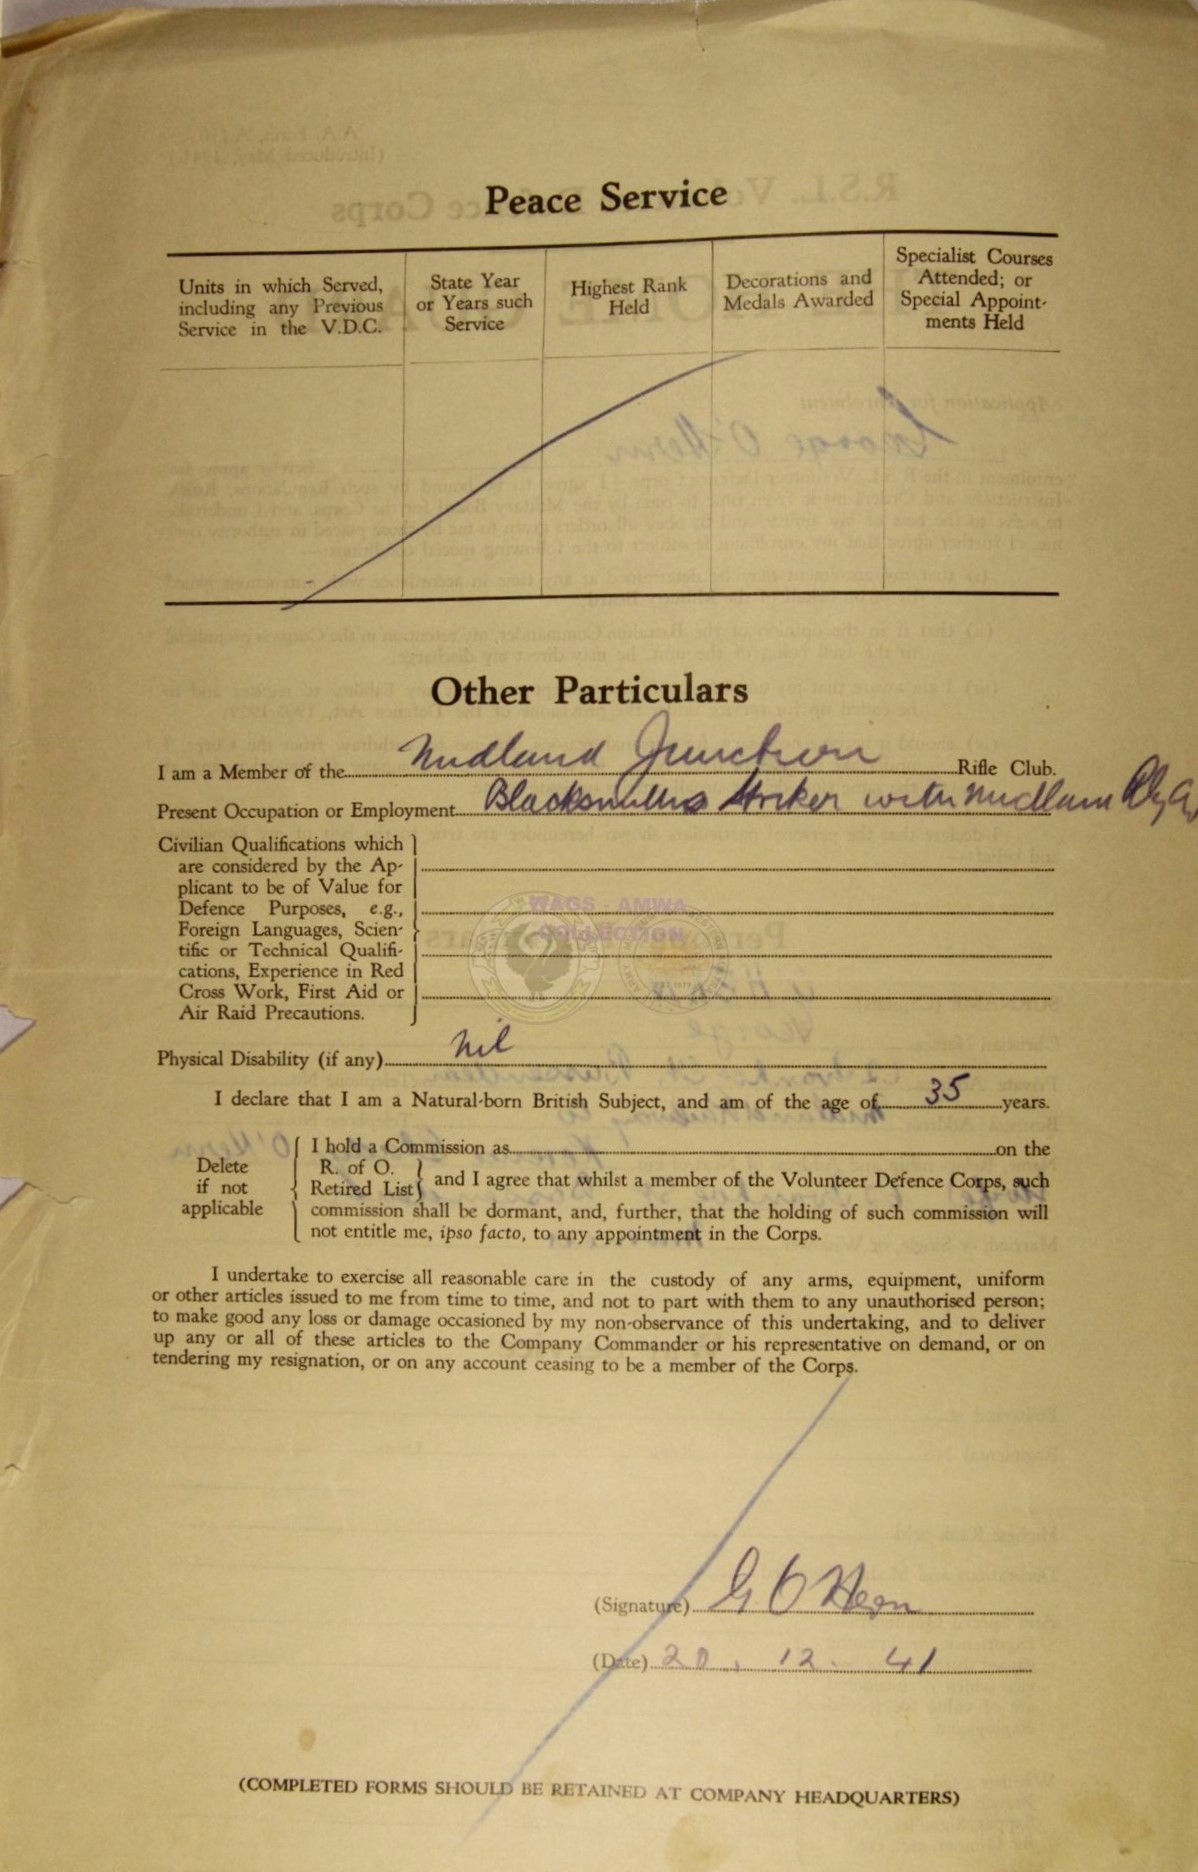 Peace Service
Units in which Served, including any Previous Service in the V.D.C.
State Year or Years such Service
Highest Rank Held
Decorations and Medals Awarded
Specialist Courses Attended; or Special Appoint-ments Held
Other Particulars
I am a Member of the Midland Junction Rifle Club.
Present Occupation or Employment Blacksmiths Striker with Midland Rly
Civilian Qualifications which
are considered by the Ap-
plicant to be of Value for
Defence Purposes, e.g.,
Foreign Languages, Scien-
tific or Technical Qualifi-
cations, Experience in Red
Cross Work, First Aid or
Air Raid Precautions.
WAGS - AMWA
COLLECTION
Physical Disability (if any) Nil
I declare that I am a Natural-born British Subject, and am of the age of 35 years.
Delete
if not
applicable
I hold a Commission as on the
R. of O.
Retired List
and I agree that whilst a member of the Volunteer Defence Corps, such
commission shall be dormant, and, further, that the holding of such commission will
not entitle me, ipso facto, to any appointment in the Corps.
I undertake to exercise all reasonable care in the custody of any arms, equipment, uniform
or other articles issued to me from time to time, and not to part with them to any unauthorised person;
to make good any loss or damage occasioned by my non-observance of this undertaking, and to deliver
up any or all of these articles to the Company Commander or his representative on demand, or on
tendering my resignation, or on any account ceasing to be a member of the Corps.
(Signature) G O'Hern
(Date) 20. 12. 41
(COMPLETED FORMS SHOULD BE RETAINED AT COMPANY HEADQUARTERS)